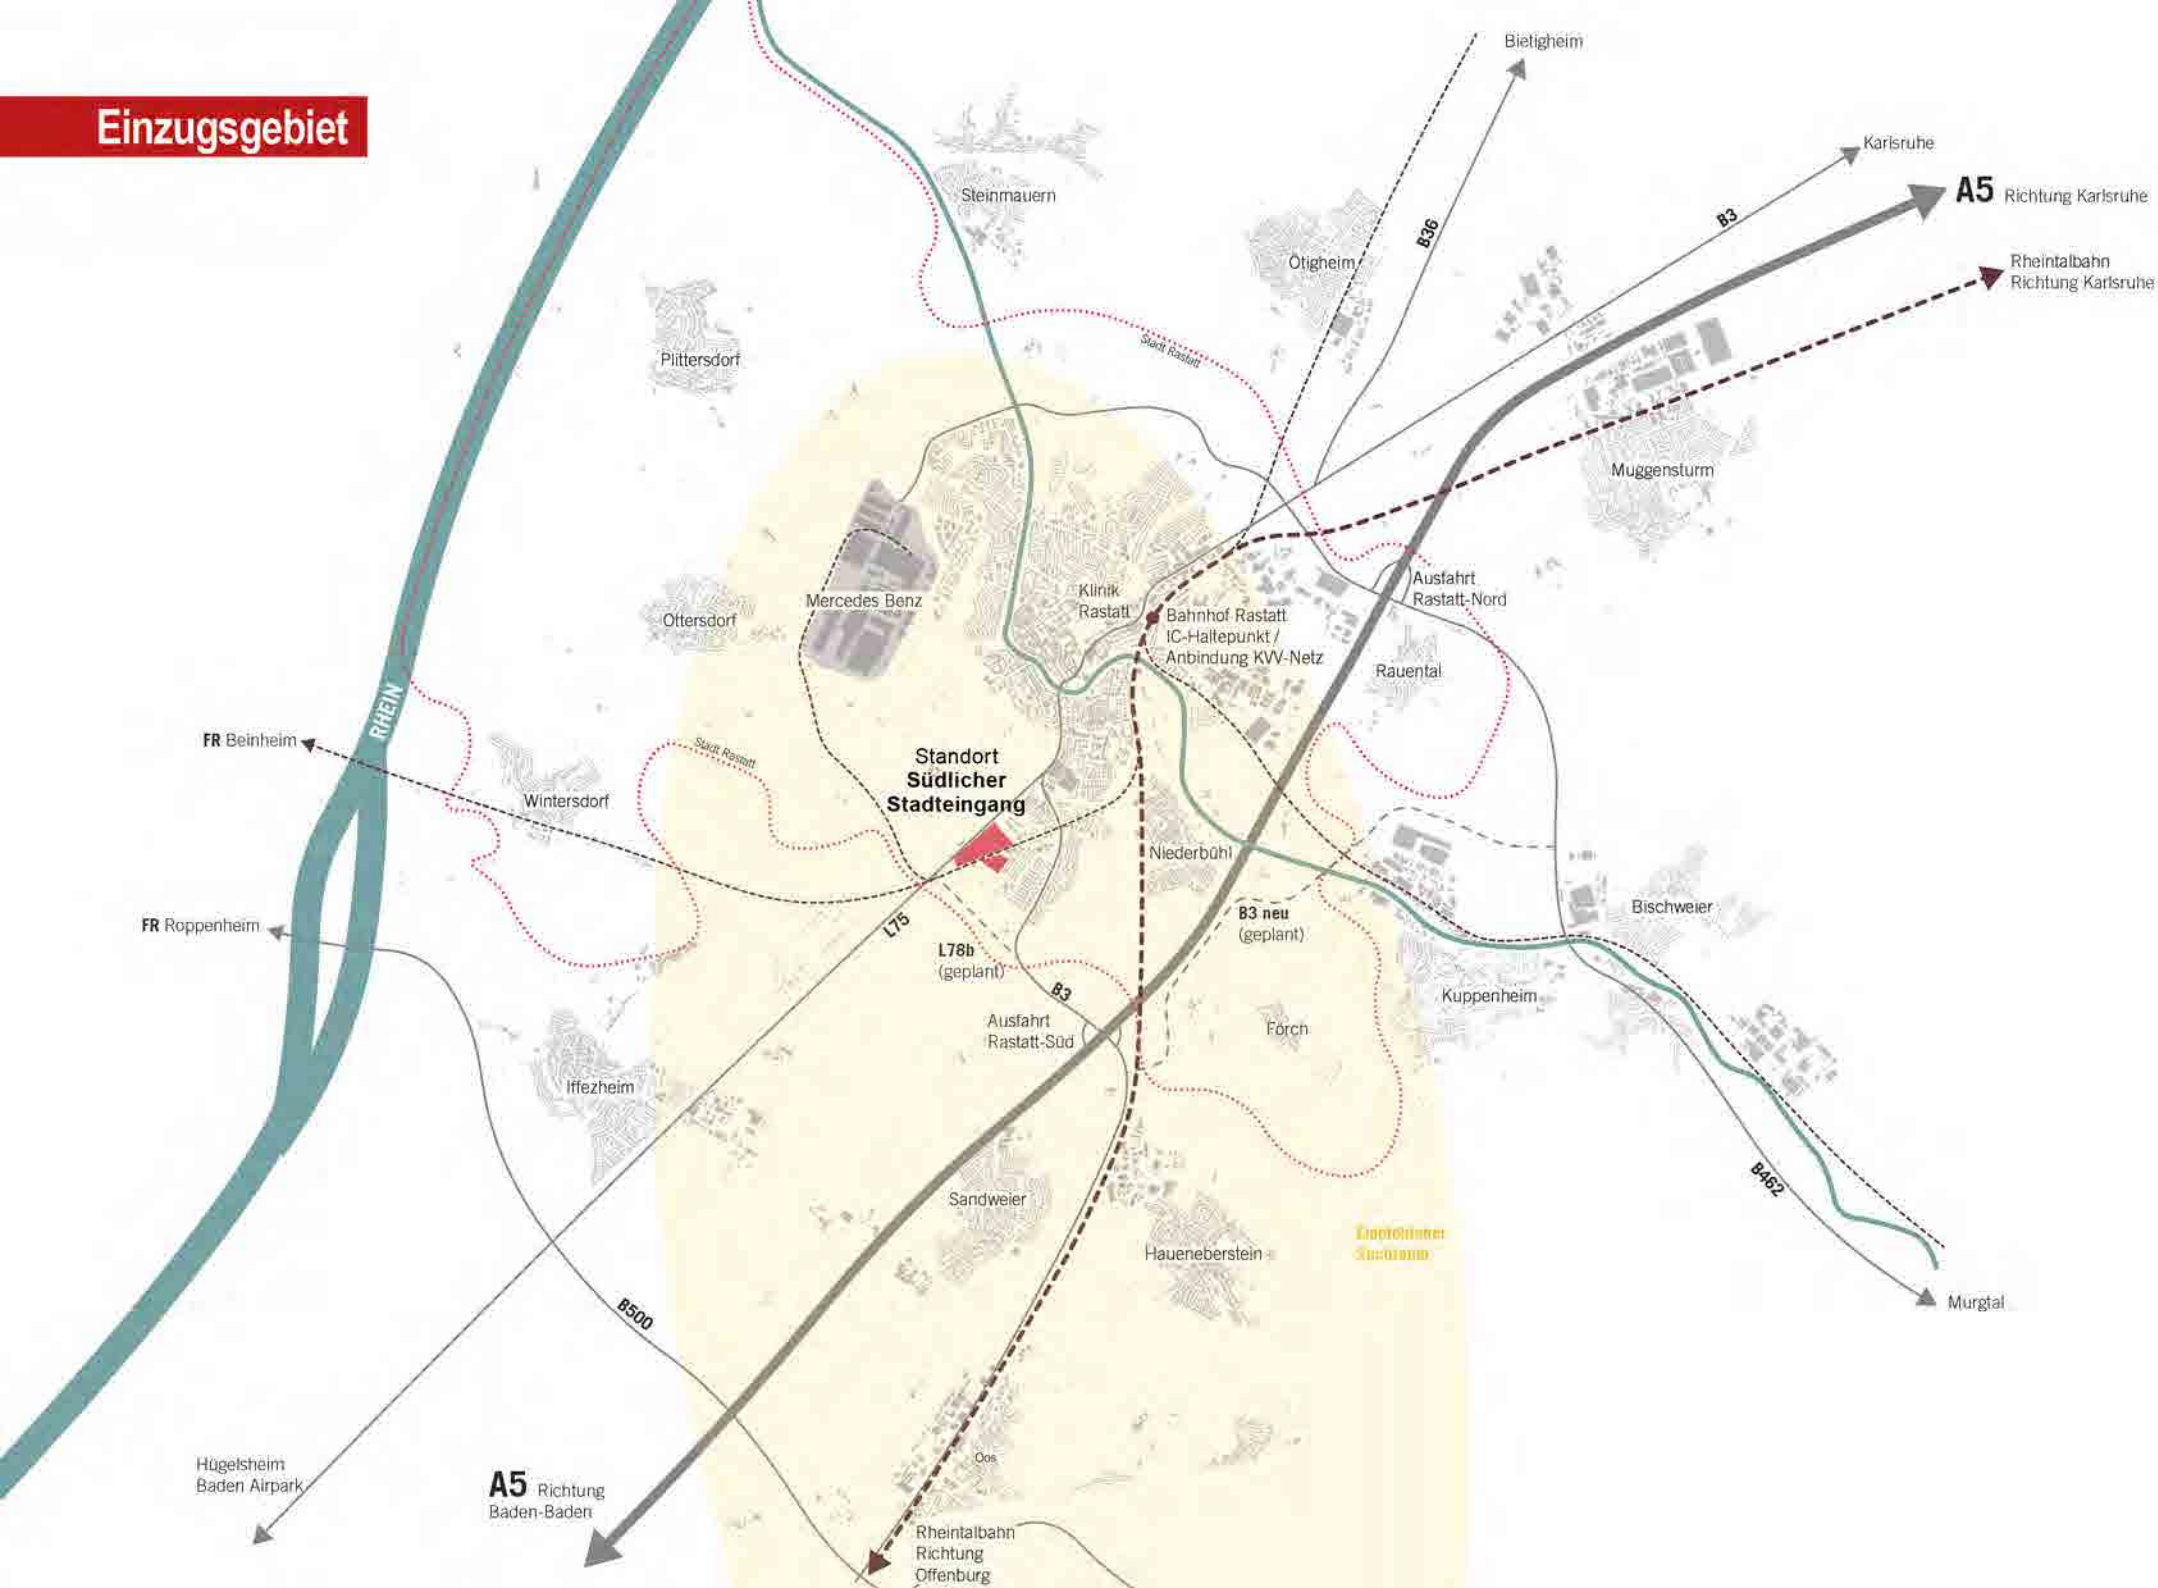 Einzugsgebiet
Bietigheim
Karlsruhe
A5 Richtung Karlsruhe
B3
B36
Rheintalbahn
Richtung Karlsruhe
Steinmauern
Ötigheim
Stadt Rastatt
Plittersdorf
Muggensturm
Mercedes Benz
Klinik
Rastatt
Ausfahrt
Rastatt-Nord
Ottersdorf
Bahnhof Rastatt
IC-Haltepunkt /
Anbindung KVV-Netz
Rauental
RHEIN
FR Beinheim
Stadt Rastatt
Standort
Südlicher
Stadteingang
Wintersdorf
Niederbühl
FR Roppenheim
L75
B3 neu
(geplant)
Bischweier
L78b
(geplant)
B3
Kuppenheim
Ausfahrt
Rastatt-Süd
Förch
Iffezheim
Sandweier
B462
Haueneberstein
Empfohlener
Suchraum
Murgtal
B500
Hügelsheim
Baden Airpark
Oos
A5 Richtung
Baden-Baden
Rheintalbahn
Richtung
Offenburg